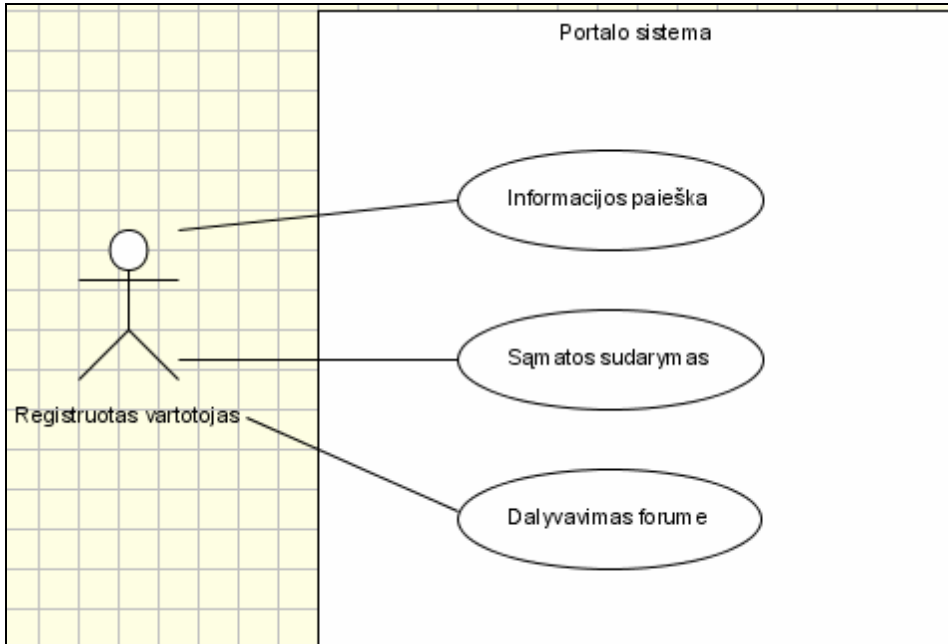 Portalo sistema
Informacijos paieška
Sąmatos sudarymas
Registruotas vartotojas
Dalyvavimas forume